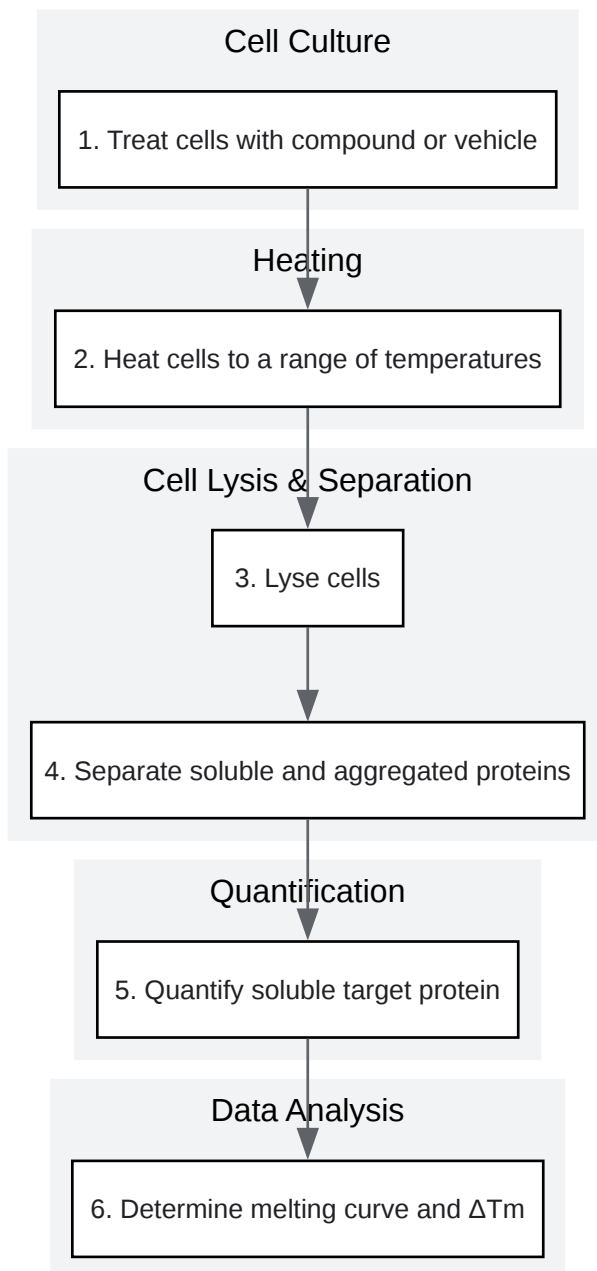 Cell Culture
1. Treat cells with compound or vehicle
Heating
2. Heat cells to a range of temperatures
Cell Lysis & Separation
3. Lyse cells
4. Separate soluble and aggregated proteins
Quantification
5. Quantify soluble target protein
Data Analysis
6. Determine melting curve and ΔTm